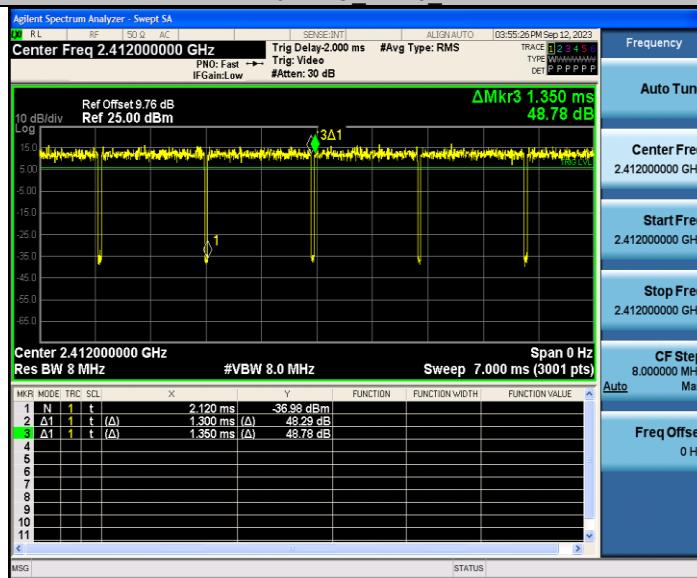 Agilent Spectrum Analyzer - Swept SA
RL RF 50 Ω AC SENSE:INT ALIGN AUTO 03:55:26 PM Sep 12, 2023
Center Freq 2.412000000 GHz
PNO: Fast
IFGain:Low
Trig Delay-2.000 ms
Trig: Video
#Atten: 30 dB
#Avg Type: RMS
TRACE 1 2 3 4 5 6
TYPE W
DET P P P P P P
ΔMkr3 1.350 ms
48.78 dB
Ref Offset 9.76 dB
Ref 25.00 dBm
10 dB/div
Log
15.0
5.00
-5.00
-15.0
-25.0
-35.0
-45.0
-55.0
-65.0
3Δ1
TRIG LVL
1
Center 2.412000000 GHz
Res BW 8 MHz
#VBW 8.0 MHz
Span 0 Hz
Sweep 7.000 ms (3001 pts)
MKR MODE TRC SCL X Y FUNCTION FUNCTION WIDTH FUNCTION VALUE
1 N 1 t 2.120 ms -36.98 dBm
2 Δ1 1 t (Δ) 1.300 ms (Δ) 48.29 dB
3 Δ1 1 t (Δ) 1.350 ms (Δ) 48.78 dB
4
5
6
7
8
9
10
11
MSG STATUS
Frequency
Auto Tun
Center Fre
2.412000000 GH
Start Fre
2.412000000 GH
Stop Fre
2.412000000 GH
CF Step
8.000000 MH
Auto Ma
Freq Offse
0 H